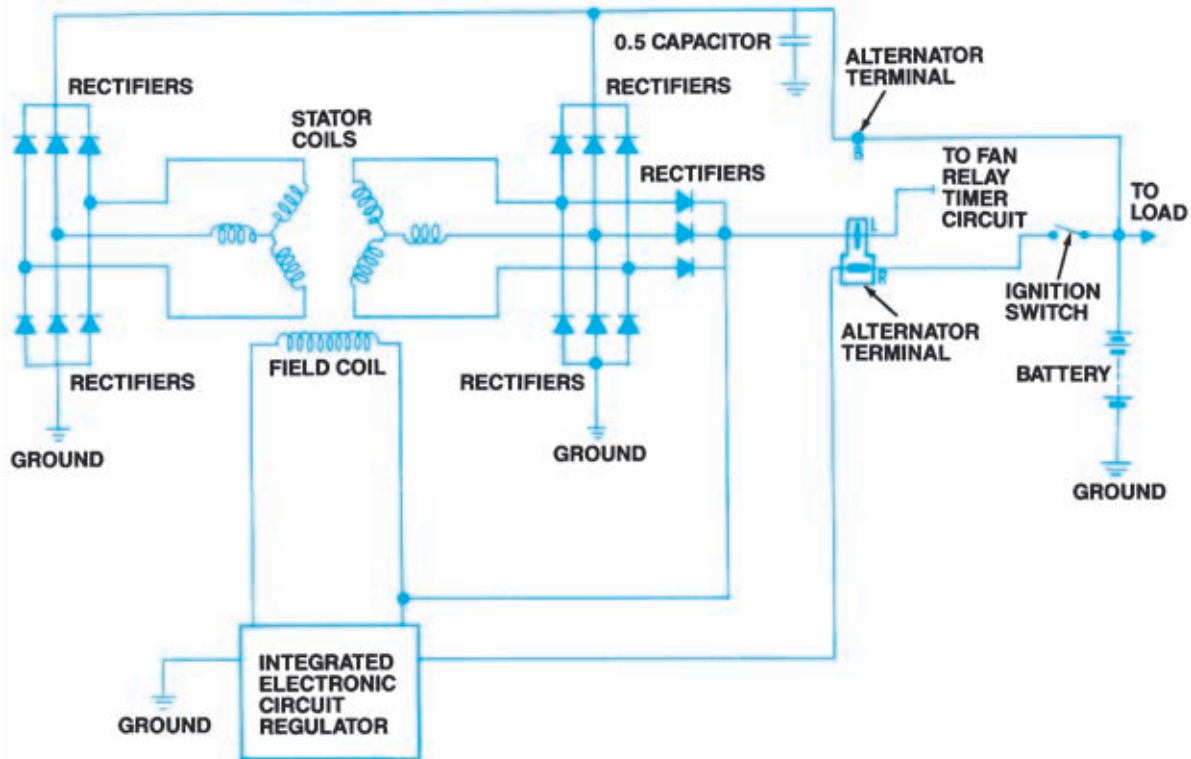 0.5 CAPACITOR
ALTERNATOR
TERMINAL
RECTIFIERS
RECTIFIERS
STATOR
COILS
B
TO FAN
RELAY
TIMER
CIRCUIT
RECTIFIERS
TO
LOAD
L
R
IGNITION
SWITCH
ALTERNATOR
TERMINAL
FIELD COIL
RECTIFIERS
RECTIFIERS
BATTERY
GROUND
GROUND
GROUND
INTEGRATED
ELECTRONIC
CIRCUIT
REGULATOR
GROUND